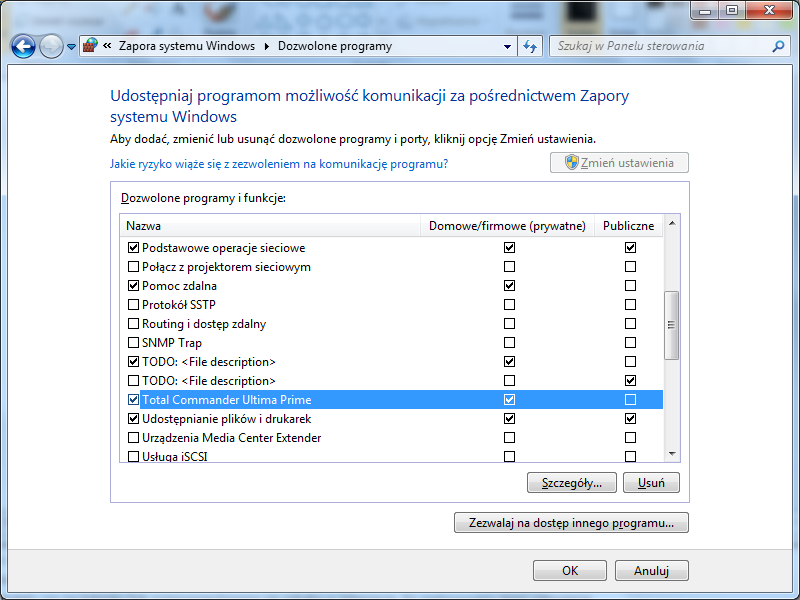 « Zapora systemu Windows Dozwolone programy
Szukaj w Panelu sterowania
Udostępniaj programom możliwość komunikacji za pośrednictwem Zapory
systemu Windows
Aby dodać, zmienić lub usunąć dozwolone programy i porty, kliknij opcję Zmień ustawienia.
Jakie ryzyko wiąże się z zezwoleniem na komunikację programu?
Zmień ustawienia
Dozwolone programy i funkcje:
Nazwa Domowe/firmowe (prywatne) Publiczne
Podstawowe operacje sieciowe
Połącz z projektorem sieciowym
Pomoc zdalna
Protokół SSTP
Routing i dostęp zdalny
SNMP Trap
TODO: <File description>
TODO: <File description>
Total Commander Ultima Prime
Udostępnianie plików i drukarek
Urządzenia Media Center Extender
Usługa iSCSI
Szczegóły... Usuń
Zezwalaj na dostęp innego programu...
OK Anuluj